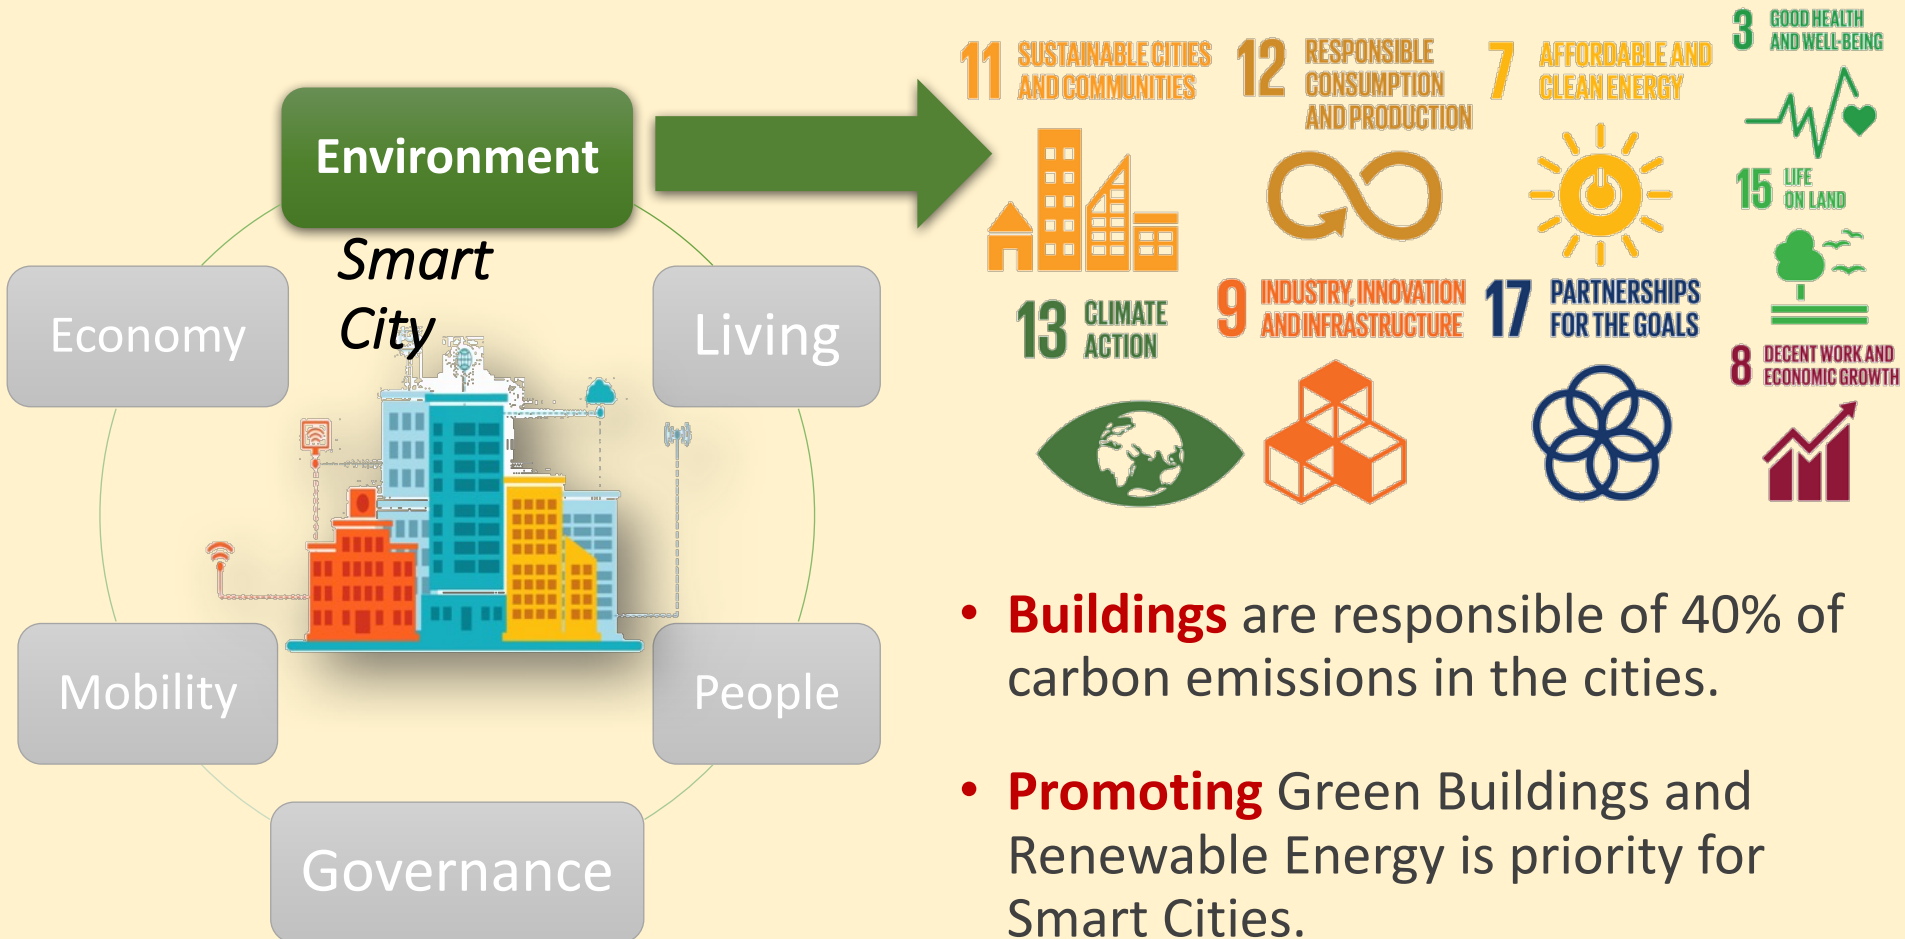 Environment
Smart
City
Economy
Living
Mobility
People
Governance
11 SUSTAINABLE CITIES
AND COMMUNITIES
12 RESPONSIBLE
CONSUMPTION
AND PRODUCTION
7 AFFORDABLE AND
CLEAN ENERGY
3 GOOD HEALTH
AND WELL-BEING
15 LIFE
ON LAND
13 CLIMATE
ACTION
9 INDUSTRY, INNOVATION
AND INFRASTRUCTURE
17 PARTNERSHIPS
FOR THE GOALS
8 DECENT WORK AND
ECONOMIC GROWTH
• Buildings are responsible of 40% of
carbon emissions in the cities.
• Promoting Green Buildings and
Renewable Energy is priority for
Smart Cities.